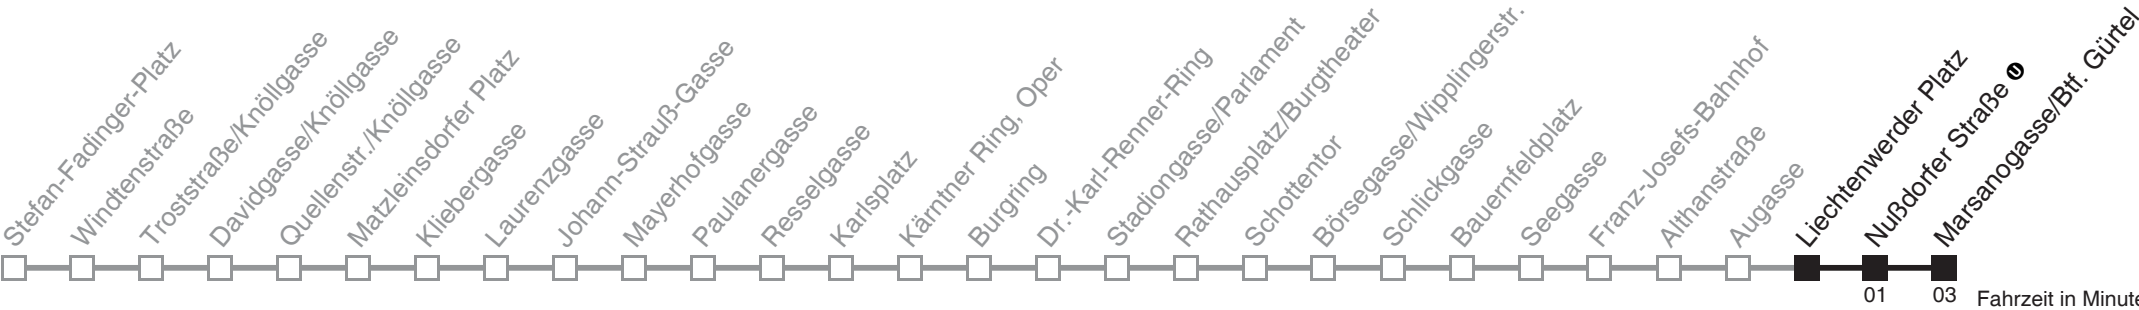 Stefan-Fadinger-Platz
Windtenstraße
Troststraße/Knöllgasse
Davidgasse/Knöllgasse
Quellenstr./Knöllgasse
Matzleinsdorfer Platz
Kliebergasse
Laurenzgasse
Johann-Strauß-Gasse
Mayerhofgasse
Paulanergasse
Resselgasse
Karlsplatz
Kärntner Ring, Oper
Burgring
Dr.-Karl-Renner-Ring
Stadiongasse/Parlament
Rathausplatz/Burgtheater
Schottentor
Börsegasse/Wipplingerstr.
Schlickgasse
Bauernfeldplatz
Seegasse
Franz-Josefs-Bahnhof
Althanstraße
Augasse
Liechtenwerder Platz
Nußdorfer Straße U
Marsanogasse/Btf. Gürtel
01 03 Fahrzeit in Minute